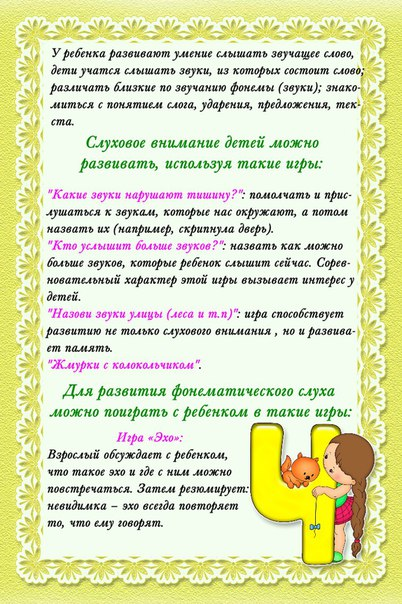 У ребенка развивают умение слышать звучащее слово,
дети учатся слышать звуки, из которых состоит слово;
различать близкие по звучанию фонемы (звуки); знако-
миться с понятием слога, ударения, предложения, тек-
ста.
Слуховое внимание детей можно
развивать, используя такие игры:
"Какие звуки нарушают тишину?": помолчать и прис-
лушаться к звукам, которые нас окружают, а потом
назвать их (например, скрипнула дверь).
"Кто услышит больше звуков?": назвать как можно
больше звуков, которые ребенок слышит сейчас. Сорев-
новательный характер этой игры вызывает интерес у
детей.
"Назови звуки улицы (леса и т.п)": игра способствует
развитию не только слухового внимания , но и развива-
ет память.
"Жмурки с колокольчиком".
Для развития фонематического слуха
можно поиграть с ребенком в такие игры:
Игра «Эхо»:
Взрослый обсуждает с ребенком,
что такое эхо и где с ним можно
повстречаться. Затем резюмирует:
невидимка – эхо всегда повторяет
то, что ему говорят.
Ч